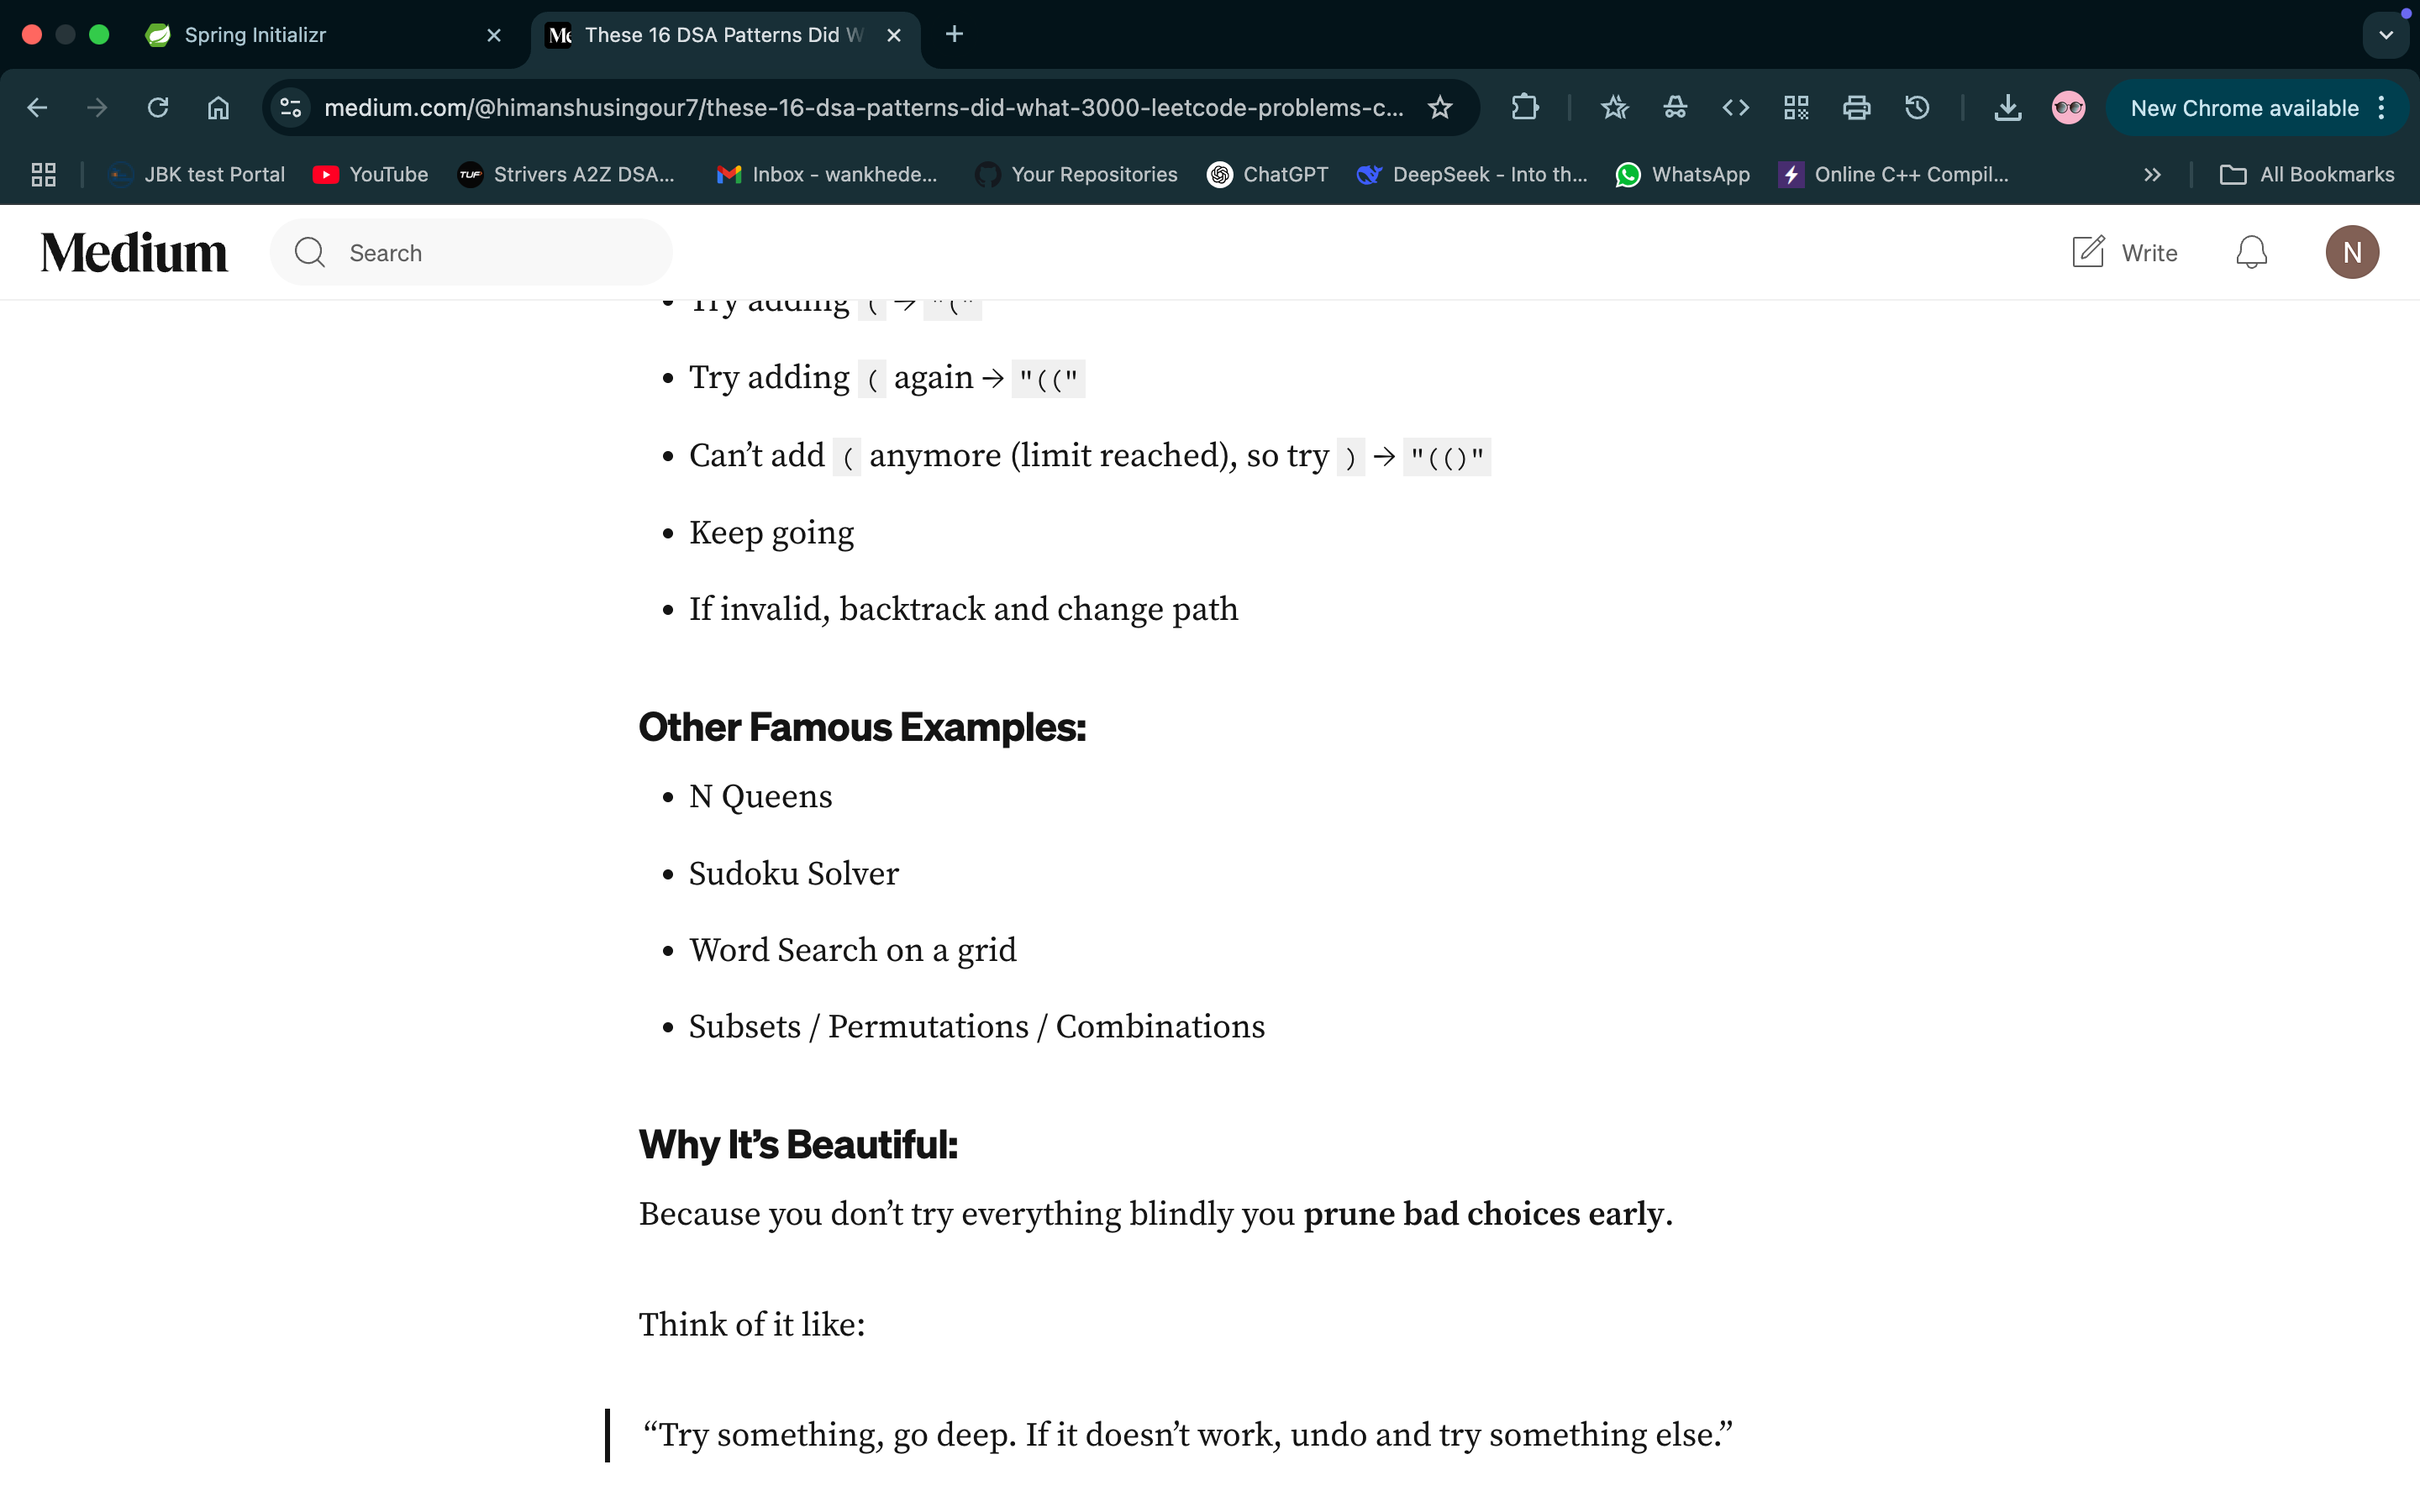 Spring Initializr
These 16 DSA Patterns Did W
medium.com/@himanshusingour7/these-16-dsa-patterns-did-what-3000-leetcode-problems-c...
New Chrome available
JBK test Portal
YouTube
Strivers A2Z DSA...
Inbox - wankhede...
Your Repositories
ChatGPT
DeepSeek - Into th...
WhatsApp
Online C++ Compil...
All Bookmarks
Medium
Search
Write
N
• Try adding ( → "("
• Try adding ( again → "(("
• Can’t add ( anymore (limit reached), so try ) → "(()"
• Keep going
• If invalid, backtrack and change path
Other Famous Examples:
• N Queens
• Sudoku Solver
• Word Search on a grid
• Subsets / Permutations / Combinations
Why It’s Beautiful:
Because you don’t try everything blindly you prune bad choices early.
Think of it like:
“Try something, go deep. If it doesn’t work, undo and try something else.”